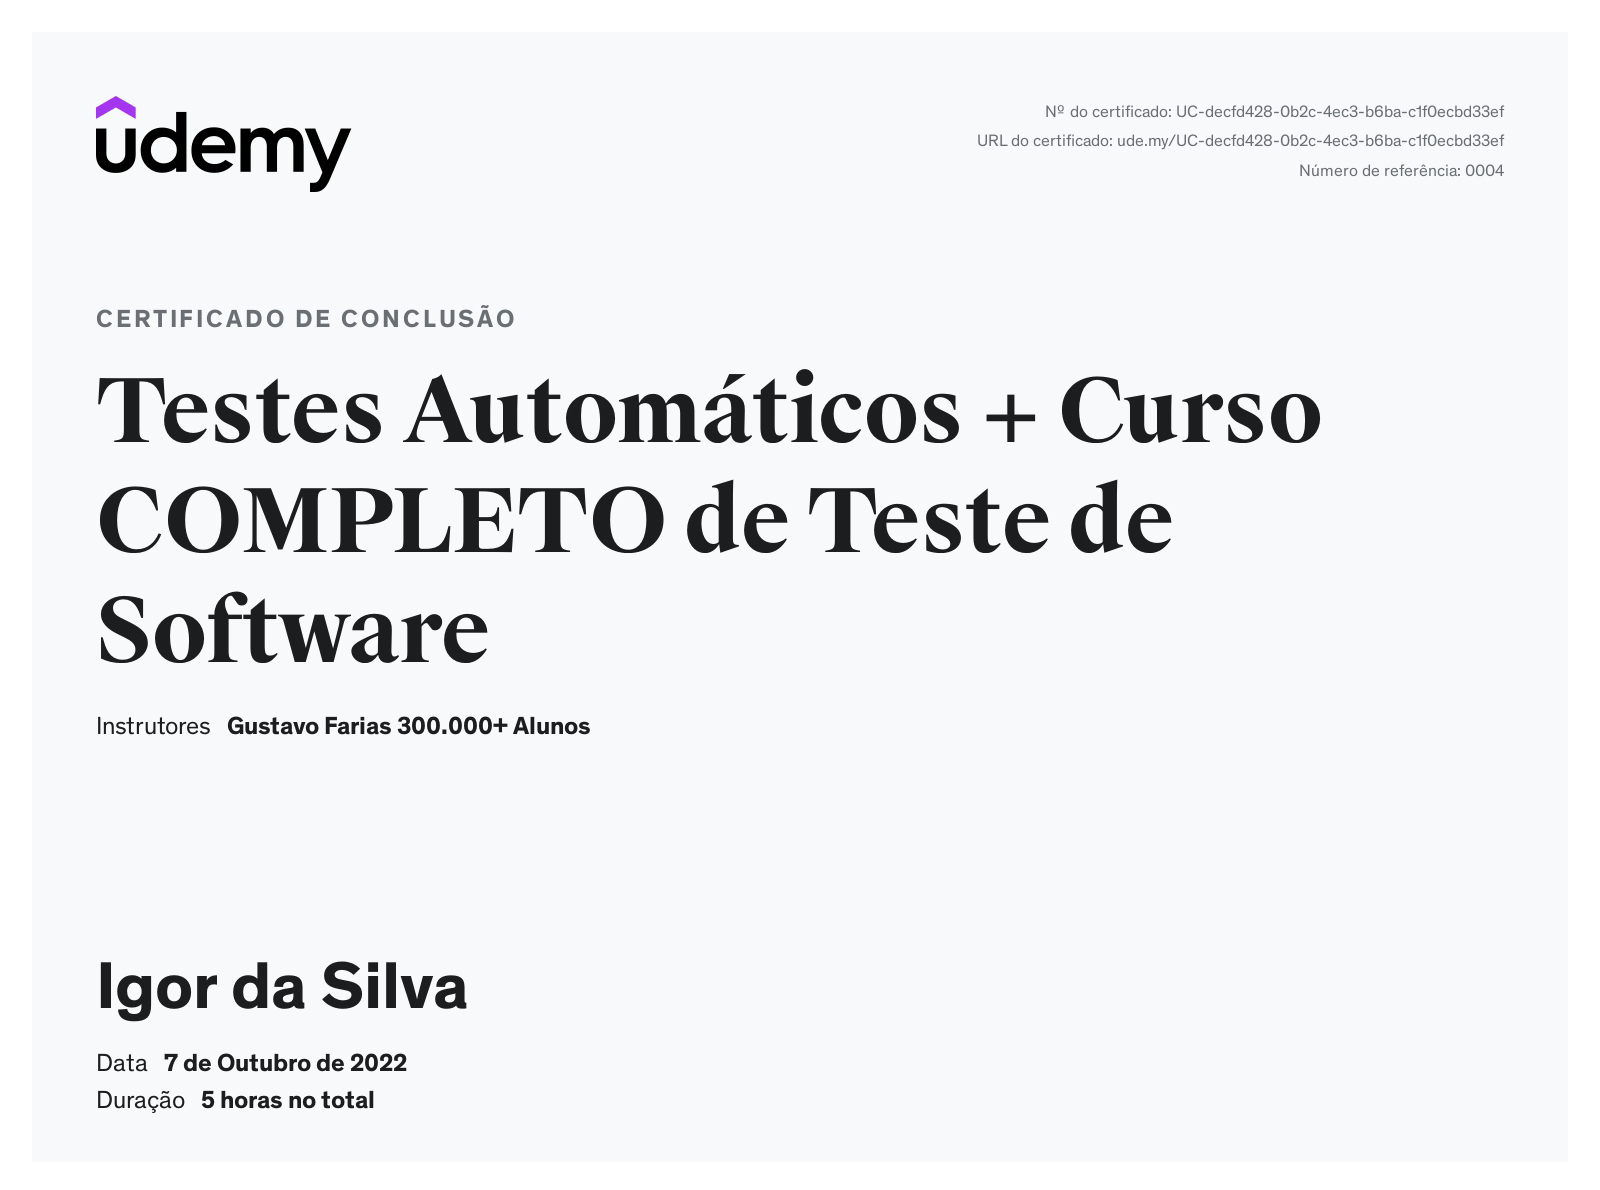 udemy
Nº do certificado: UC-decfd428-0b2c-4ec3-b6ba-c1f0ecbd33ef
URL do certificado: ude.my/UC-decfd428-0b2c-4ec3-b6ba-c1f0ecbd33ef
Número de referência: 0004
CERTIFICADO DE CONCLUSÃO
Testes Automáticos + Curso
COMPLETO de Teste de
Software
Instrutores Gustavo Farias 300.000+ Alunos
Igor da Silva
Data 7 de Outubro de 2022
Duração 5 horas no total